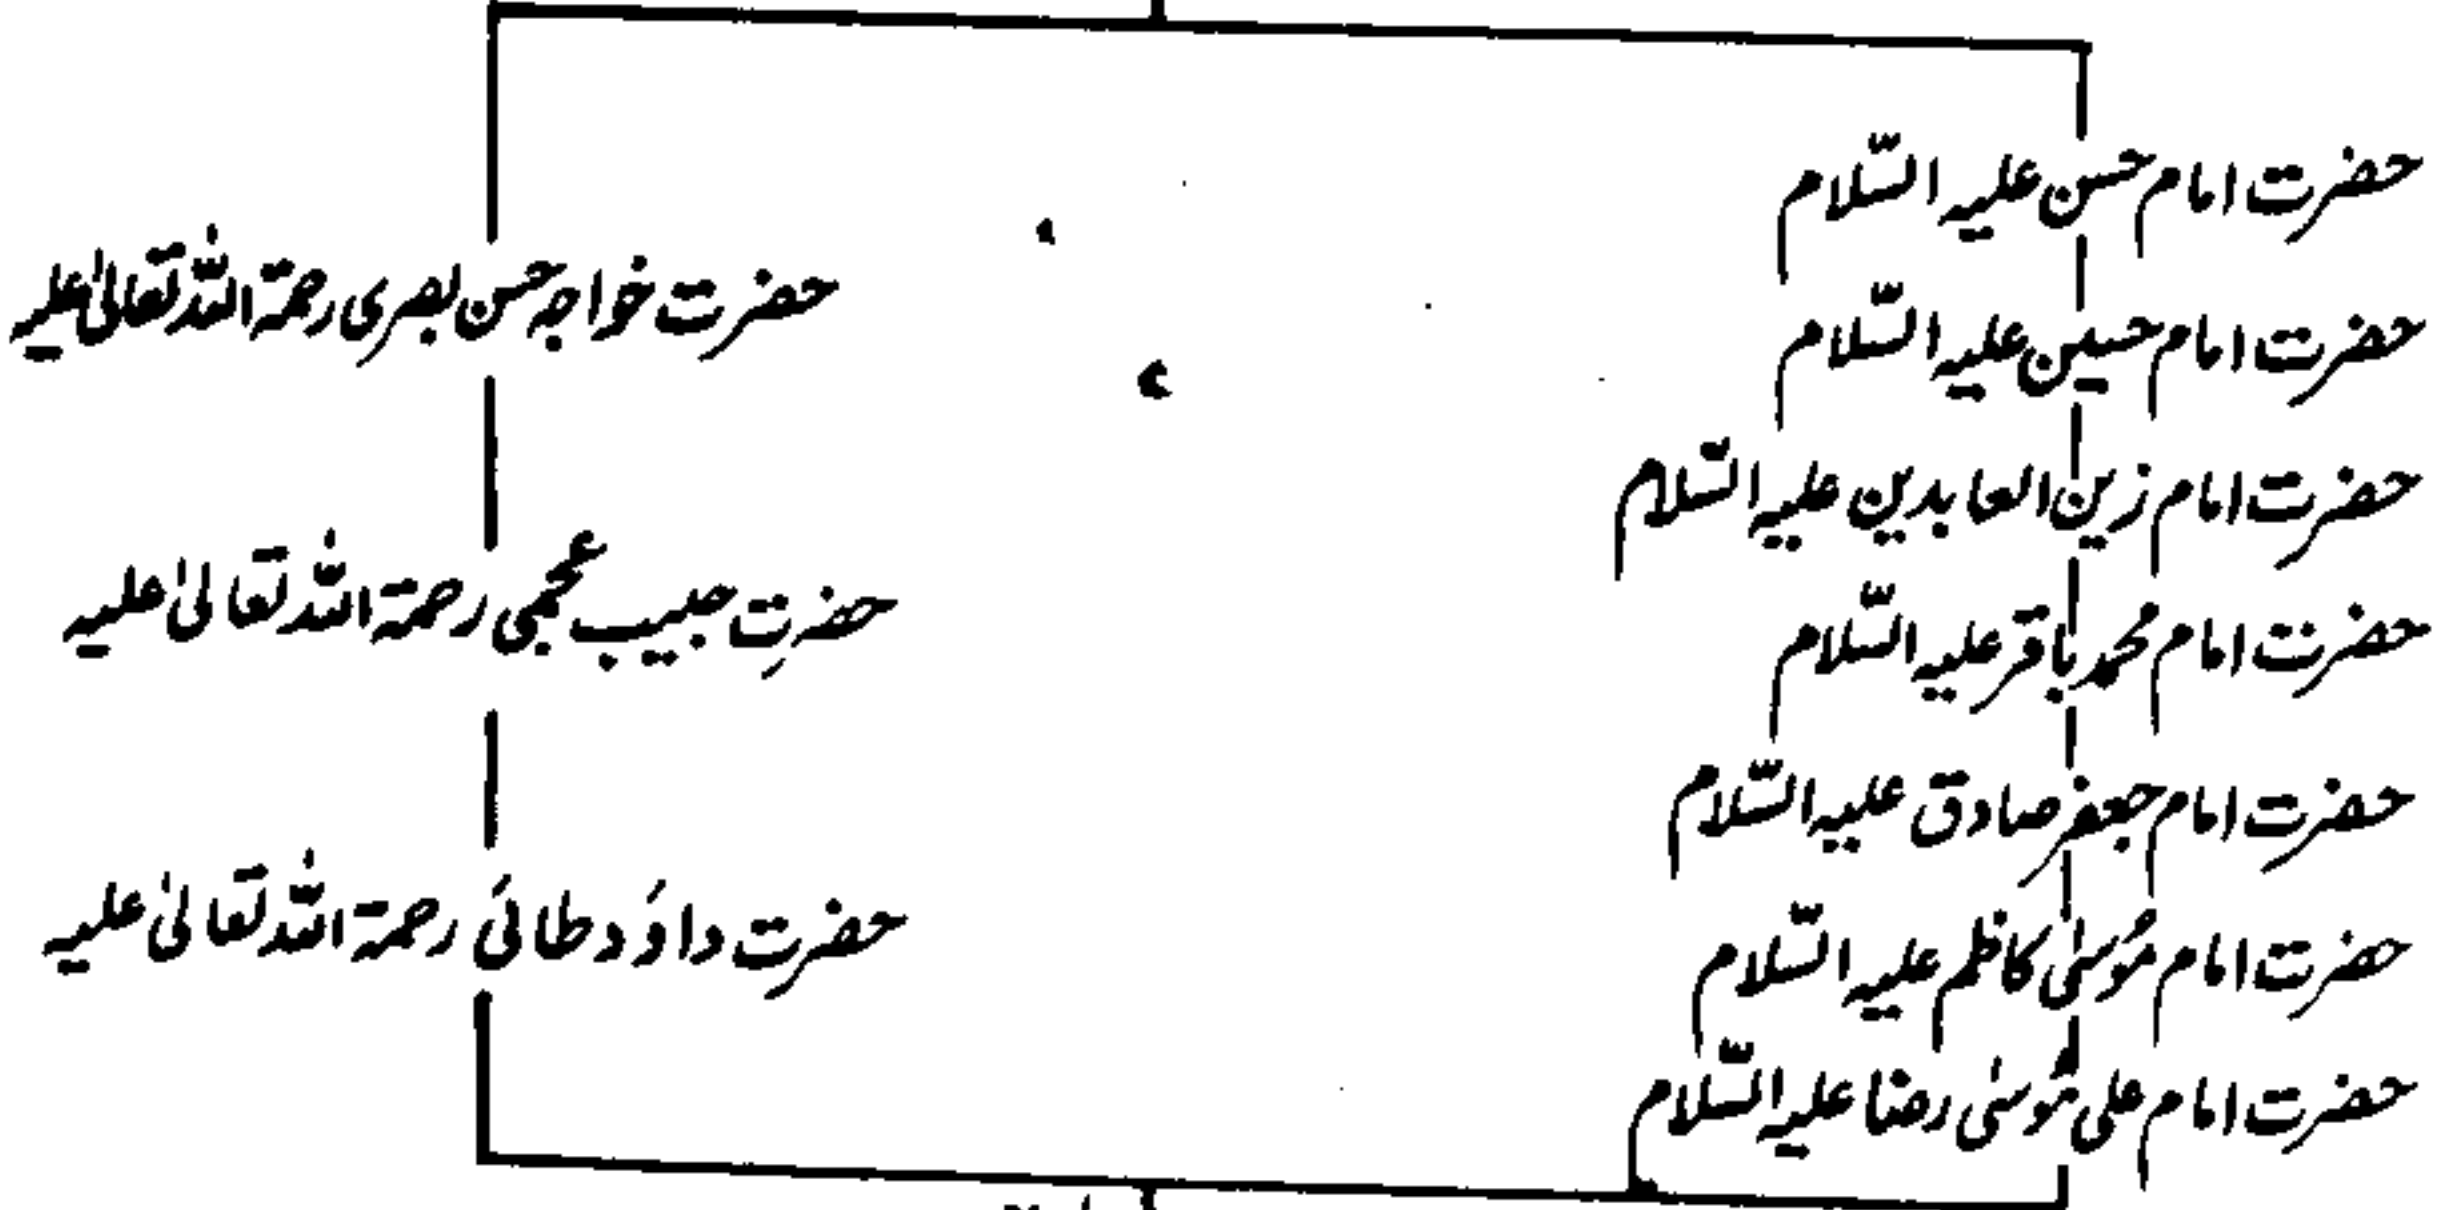 حضرت امام حسن علیہ السّلام
حضرت امام حسین علیہ السّلام
حضرت امام زین العابدین علیہ السّلام
حضرت امام محمد باقر علیہ السّلام
حضرت امام جعفر صادق علیہ السّلام
حضرت امام مُوسٰی کاظم علیہ السّلام
حضرت امام علی مُوسٰی رضا علیہ السّلام
حضرت خواجہ حسن بصری رحمۃ اللہ تعالیٰ علیہ
حضرتِ حبیب عجمی رحمۃ اللہ تعالیٰ علیہ
حضرت داوَد طائی رحمۃ اللہ تعالیٰ علیہ